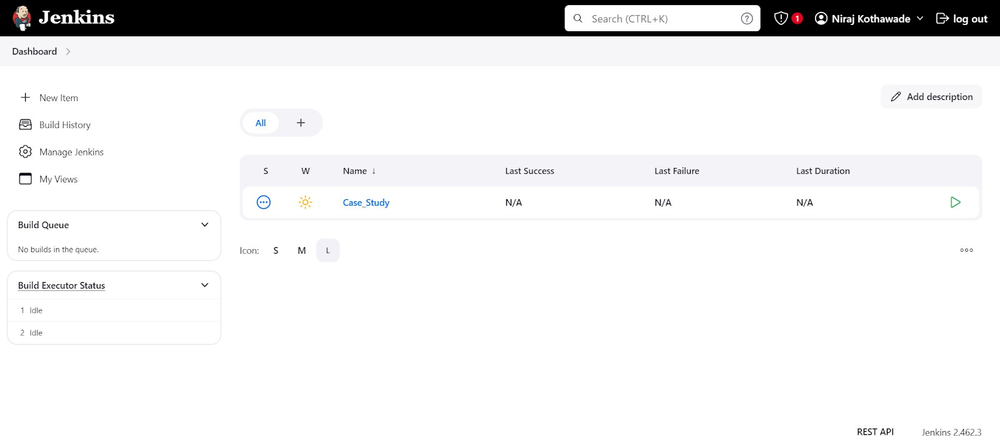 Jenkins
Search (CTRL+K)
?
1
Niraj Kothawade
log out
Dashboard
New Item
Build History
Manage Jenkins
My Views
Add description
All
+
S W Name ↓ Last Success Last Failure Last Duration
Case_Study N/A N/A N/A
Build Queue
No builds in the queue.
Icon: S M L
Build Executor Status
1 Idle
2 Idle
REST API Jenkins 2.462.3